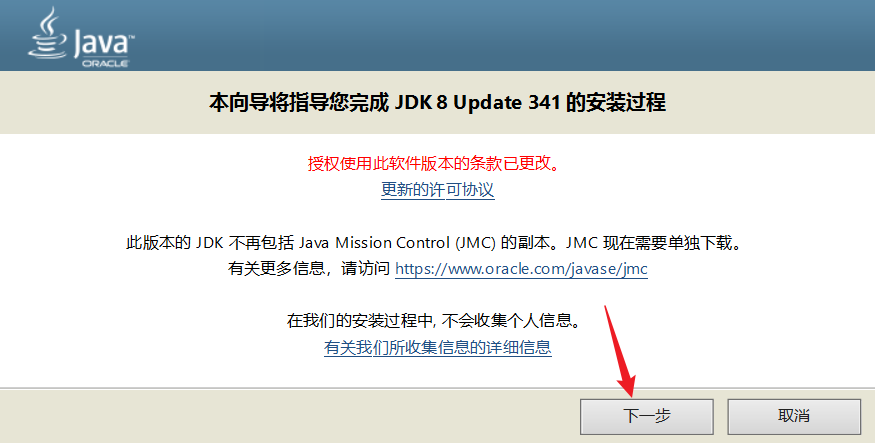 Java™
ORACLE
本向导将指导您完成 JDK 8 Update 341 的安装过程
授权使用此软件版本的条款已更改。
更新的许可协议
此版本的 JDK 不再包括 Java Mission Control (JMC) 的副本。JMC 现在需要单独下载。
有关更多信息，请访问 https://www.oracle.com/javase/jmc
在我们的安装过程中, 不会收集个人信息。
有关我们所收集信息的详细信息
下一步
取消